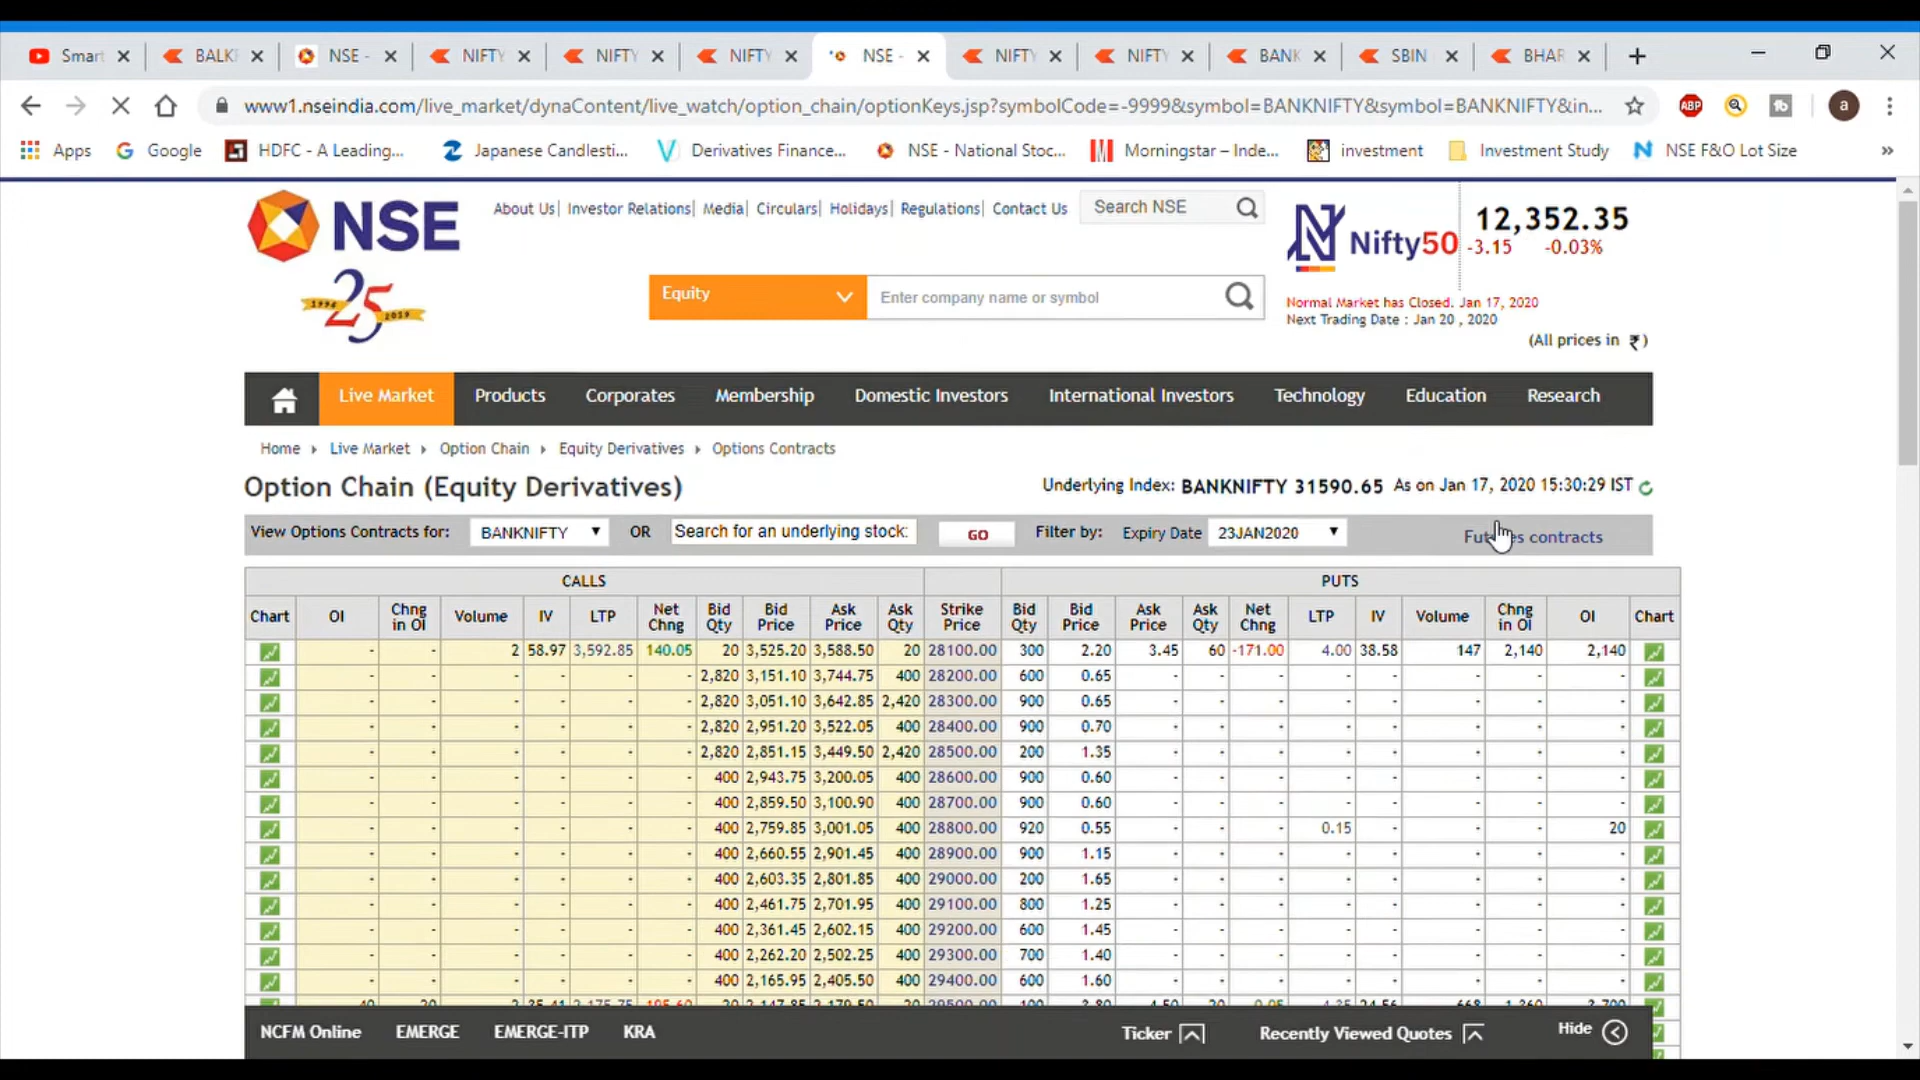 Smart BALKI NSE - NIFTY NIFTY NIFTY NSE - NIFTY NIFTY BANK SBIN BHAR
www1.nseindia.com/live_market/dynaContent/live_watch/option_chain/optionKeys.jsp?symbolCode=-9999&symbol=BANKNIFTY&symbol=BANKNIFTY&in... ABP a
Apps Google HDFC - A Leading... Japanese Candlesti... Derivatives Finance... NSE - National Stoc... Morningstar – Inde... investment Investment Study NSE F&O Lot Size »
NSE
1994 25 2019
About Us| Investor Relations| Media| Circulars| Holidays| Regulations| Contact Us
Search NSE
Equity
Enter company name or symbol
Nifty50
12,352.35
-3.15 -0.03%
Normal Market has Closed. Jan 17, 2020
Next Trading Date : Jan 20 , 2020
(All prices in ₹)
Live Market Products Corporates Membership Domestic Investors International Investors Technology Education Research
Home Live Market Option Chain Equity Derivatives Options Contracts
Option Chain (Equity Derivatives)
Underlying Index: BANKNIFTY 31590.65 As on Jan 17, 2020 15:30:29 IST
View Options Contracts for: BANKNIFTY OR Search for an underlying stock: GO Filter by: Expiry Date 23JAN2020 contracts
CALLS PUTS
Chart OI Chng in OI Volume IV LTP Net Chng Bid Qty Bid Price Ask Price Ask Qty Strike Price Bid Qty Bid Price Ask Price Ask Qty Net Chng LTP IV Volume Chng in OI OI Chart
- - 2 58.97 3,592.85 140.05 20 3,525.20 3,588.50 20 28100.00 300 2.20 3.45 60 -171.00 4.00 38.58 147 2,140 2,140
- - - - - - 2,820 3,151.10 3,744.75 400 28200.00 600 0.65 - - - - - - - -
- - - - - - 2,820 3,051.10 3,642.85 2,420 28300.00 900 0.65 - - - - - - - -
- - - - - - 2,820 2,951.20 3,522.05 400 28400.00 900 0.70 - - - - - - - -
- - - - - - 2,820 2,851.15 3,449.50 2,420 28500.00 200 1.35 - - - - - - - -
- - - - - - 400 2,943.75 3,200.05 400 28600.00 900 0.60 - - - - - - - -
- - - - - - 400 2,859.50 3,100.90 400 28700.00 900 0.60 - - - - - - - -
- - - - - - 400 2,759.85 3,001.05 400 28800.00 920 0.55 - - - 0.15 - - - 20
- - - - - - 400 2,660.55 2,901.45 400 28900.00 900 1.15 - - - - - - - -
- - - - - - 400 2,603.35 2,801.85 400 29000.00 200 1.65 - - - - - - - -
- - - - - - 400 2,461.75 2,701.95 400 29100.00 800 1.25 - - - - - - - -
- - - - - - 400 2,361.45 2,602.15 400 29200.00 600 1.45 - - - - - - - -
- - - - - - 400 2,262.20 2,502.25 400 29300.00 700 1.40 - - - - - - - -
- - - - - - 400 2,165.95 2,405.50 400 29400.00 600 1.60 - - - - - - - -
NCFM Online EMERGE EMERGE-ITP KRA Ticker Recently Viewed Quotes Hide